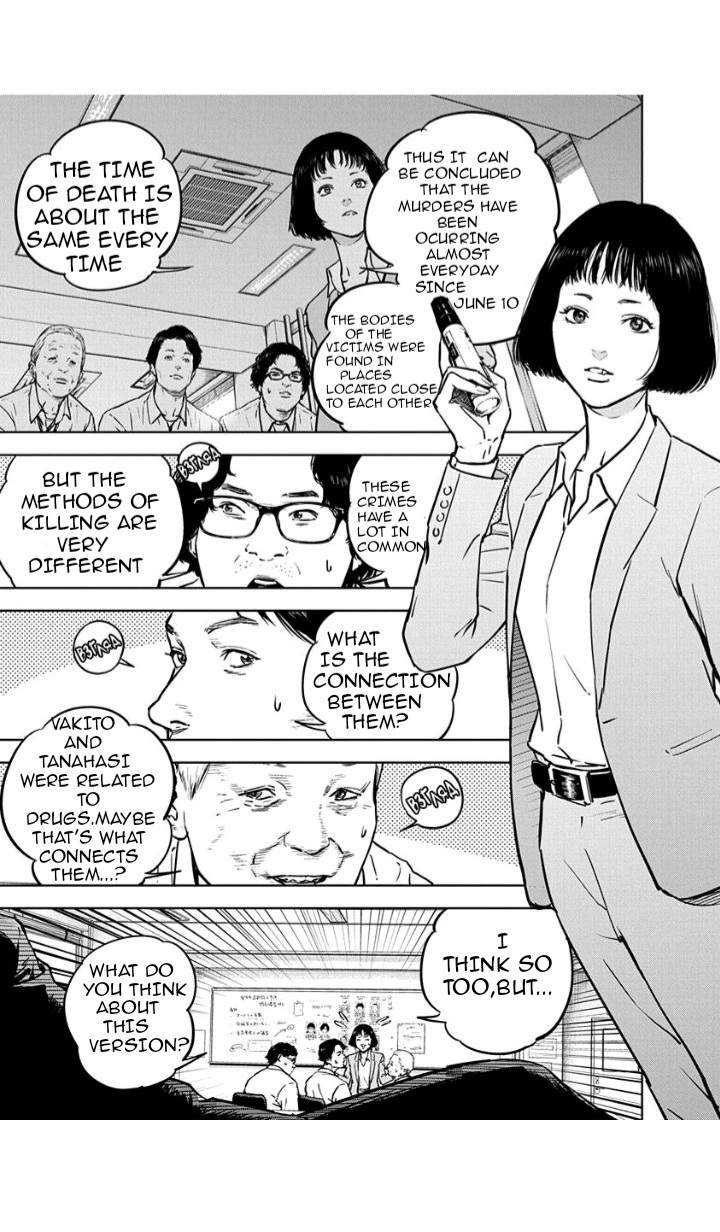 THUS IT CAN
BE CONCLUDED
THAT THE
MURDERS HAVE
BEEN
OCURRING
ALMOST
EVERYDAY
SINCE
JUNE 10
THE TIME
OF DEATH IS
ABOUT THE
SAME EVERY
TIME
THE BODIES
OF THE
VICTIMS WERE
FOUND IN
PLACES
LOCATED CLOSE
TO EACH OTHER
THESE
CRIMES
HAVE A
LOT IN
COMMON
ВЗГЛЯД
BUT THE
METHODS OF
KILLING ARE
VERY
DIFFERENT
WHAT
IS THE
CONNECTION
BETWEEN
THEM?
ВЗГЛЯД
ВЗГЛЯД
VAKITO
AND
TANAHASI
WERE RELATED
TO
DRUGS.MAYBE
THAT'S WHAT
CONNECTS
THEM...?
I
THINK SO
TOO,BUT...
WHAT DO
YOU THINK
ABOUT
THIS
VERSION?